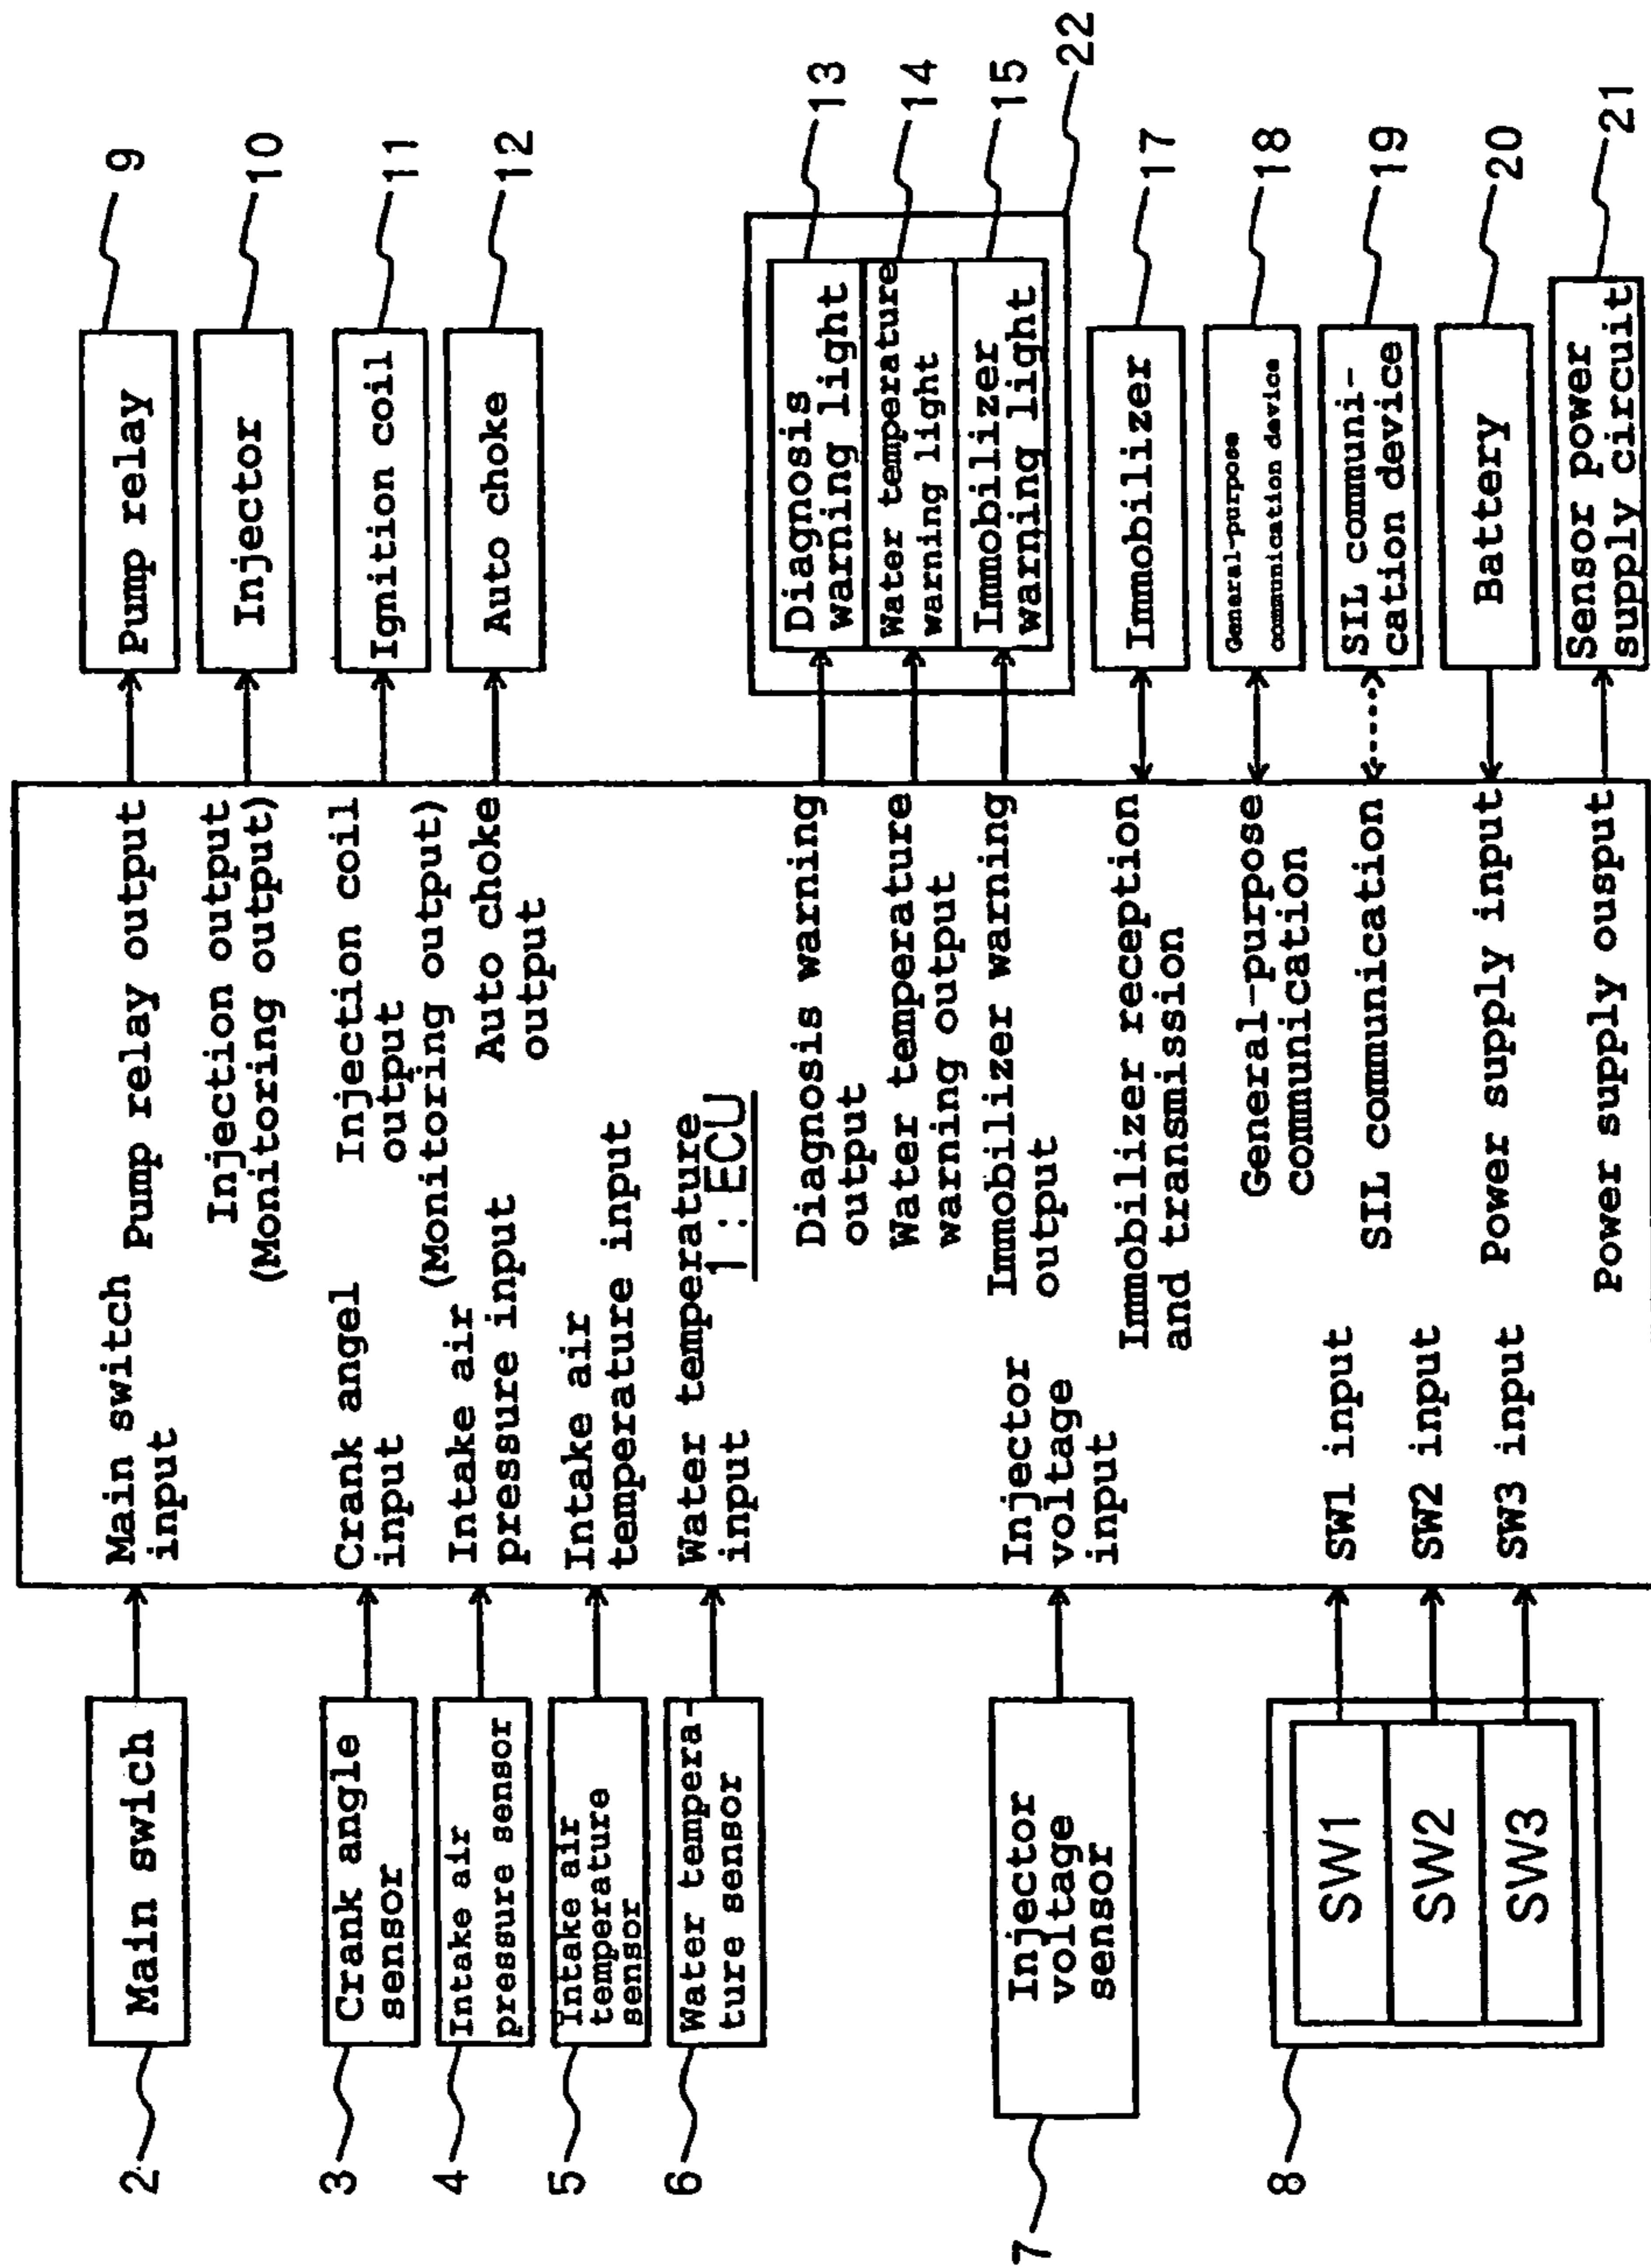 2
Main swich
3
Crank angle
sensor
4
Intake air
pressure sensor
5
Intake air
temperature
sensor
6
Water tempera-
ture sensor
7
Injector
voltage
sensor
8
SW1
SW2
SW3
Main switch
input
Crank angel
input
Intake air
pressure input
Intake air
temperature input
Water temperature
input
1 : ECU
Injector
voltage
input
SW1 input
SW2 input
SW3 input
Pump relay output
Injection output
(Monitoring output)
Injection coil
output
(Monitoring output)
Auto choke
output
Diagnosis warning
output
Water temperature
warning output
Immobilizer warning
output
Immobilizer reception
and transmission
General-purpose
communication
SIL communication
Power supply input
Power supply ousput
Pump relay
9
Injector
10
Ignition coil
11
Auto choke
12
Diagnosis
warning light
13
Water temperature
warning light
14
Immobilizer
warning light
15
22
Immobilizer
17
General-purpose
communication device
18
SIL communi-
cation device
19
Battery
20
Sensor power
supply circuit
21